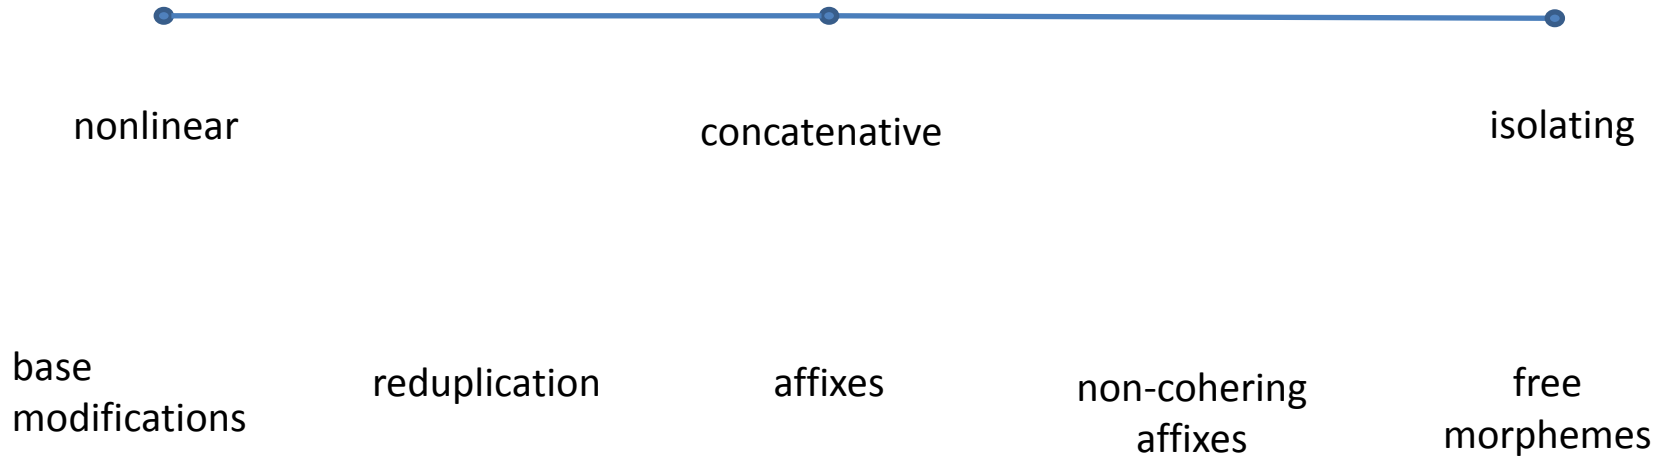 nonlinear
concatenative
isolating
base
modifications
reduplication
affixes
non-cohering
affixes
free
morphemes